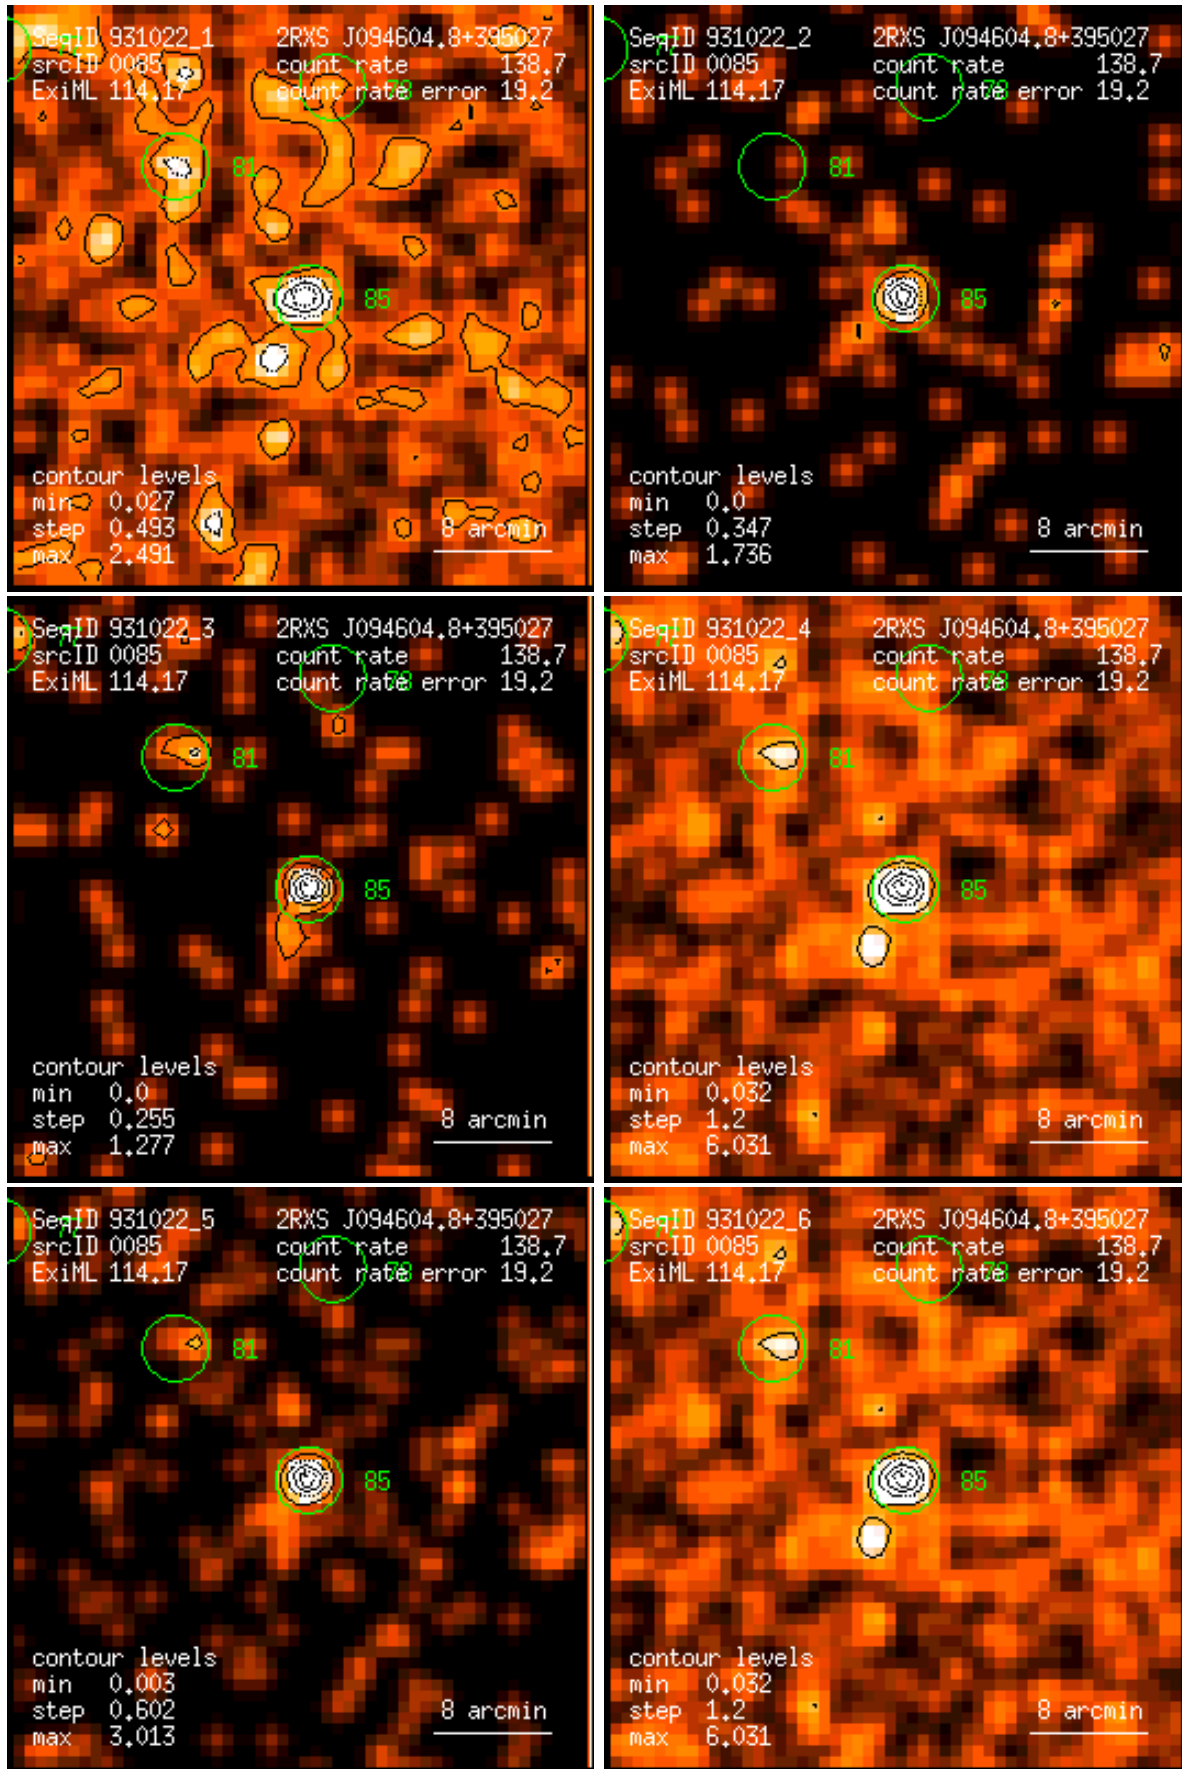 SeqID 931022_1 2RXS J094604.8+395027
srcID 0085 count rate 138.7
ExiML 114.17 count rate error 19.2
78
81
85
contour levels
min 0.027
step 0.493 8 arcmin
max 2.491
SeqID 931022_2 2RXS J094604.8+395027
srcID 0085 count rate 138.7
ExiML 114.17 count rate error 19.2
78
81
85
contour levels
min 0.0
step 0.347 8 arcmin
max 1.736
SeqID 931022_3 2RXS J094604.8+395027
srcID 0085 count rate 138.7
ExiML 114.17 count rate error 19.2
78
81
85
contour levels
min 0.0
step 0.255 8 arcmin
max 1.277
SeqID 931022_4 2RXS J094604.8+395027
srcID 0085 count rate 138.7
ExiML 114.17 count rate error 19.2
78
81
85
contour levels
min 0.032
step 1.2 8 arcmin
max 6.031
SeqID 931022_5 2RXS J094604.8+395027
srcID 0085 count rate 138.7
ExiML 114.17 count rate error 19.2
78
81
85
contour levels
min 0.003
step 0.602 8 arcmin
max 3.013
SeqID 931022_6 2RXS J094604.8+395027
srcID 0085 count rate 138.7
ExiML 114.17 count rate error 19.2
78
81
85
contour levels
min 0.032
step 1.2 8 arcmin
max 6.031